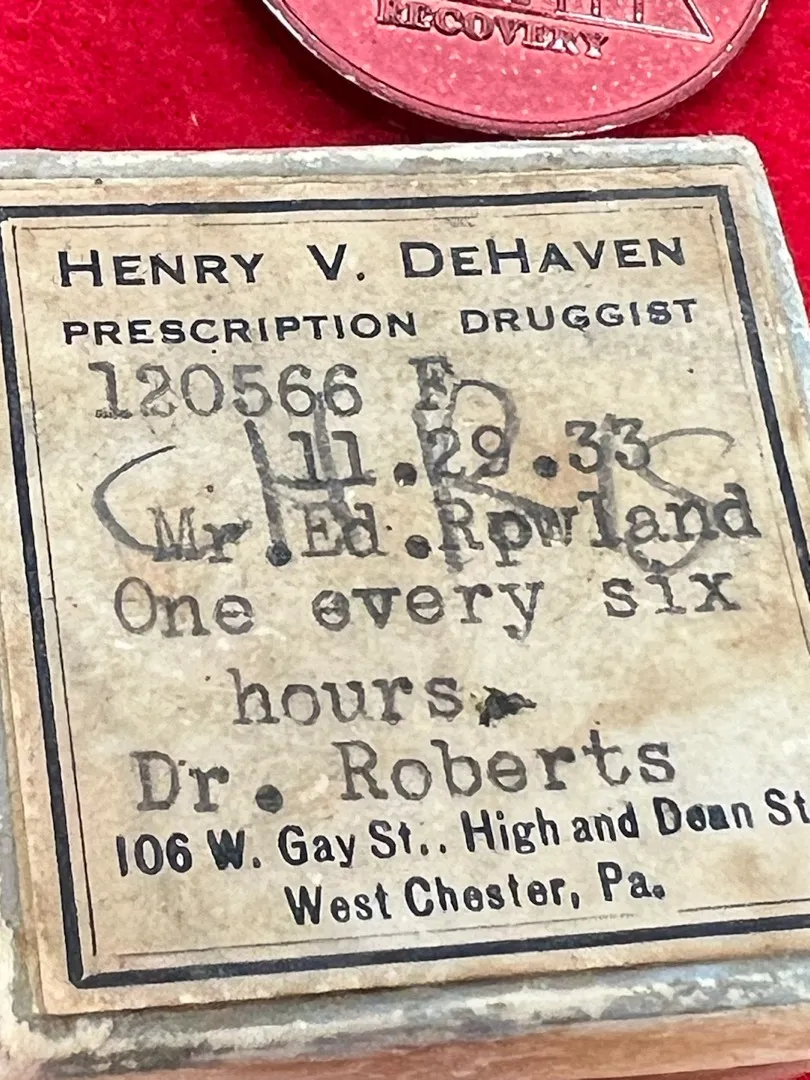 RECOVERY
HENRY V. DEHAVEN
PRESCRIPTION DRUGGIST
120566 F
11.29.33
Mr.Ed.Rpwland
One every six
hours
Dr. Roberts
106 W. Gay St.. High and Dean St
West Chester, Pa.